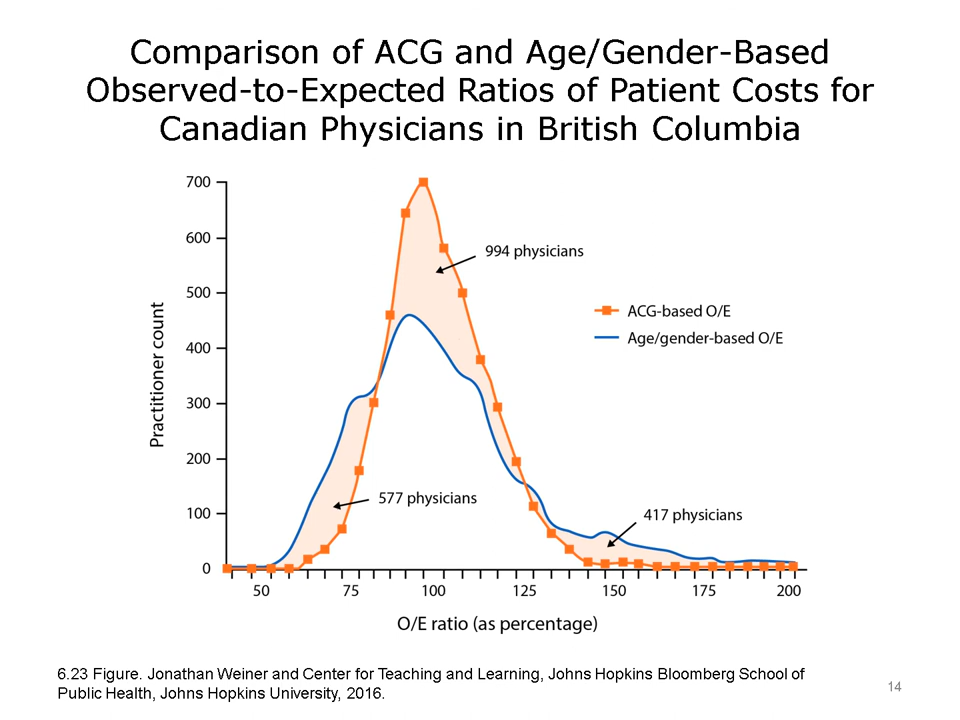 Comparison of ACG and Age/Gender-Based
Observed-to-Expected Ratios of Patient Costs for
Canadian Physicians in British Columbia
700
600
500
400
300
200
100
0
Practitioner count
994 physicians
ACG-based O/E
Age/gender-based O/E
577 physicians
417 physicians
50 75 100 125 150 175 200
O/E ratio (as percentage)
6.23 Figure. Jonathan Weiner and Center for Teaching and Learning, Johns Hopkins Bloomberg School of
Public Health, Johns Hopkins University, 2016.
14